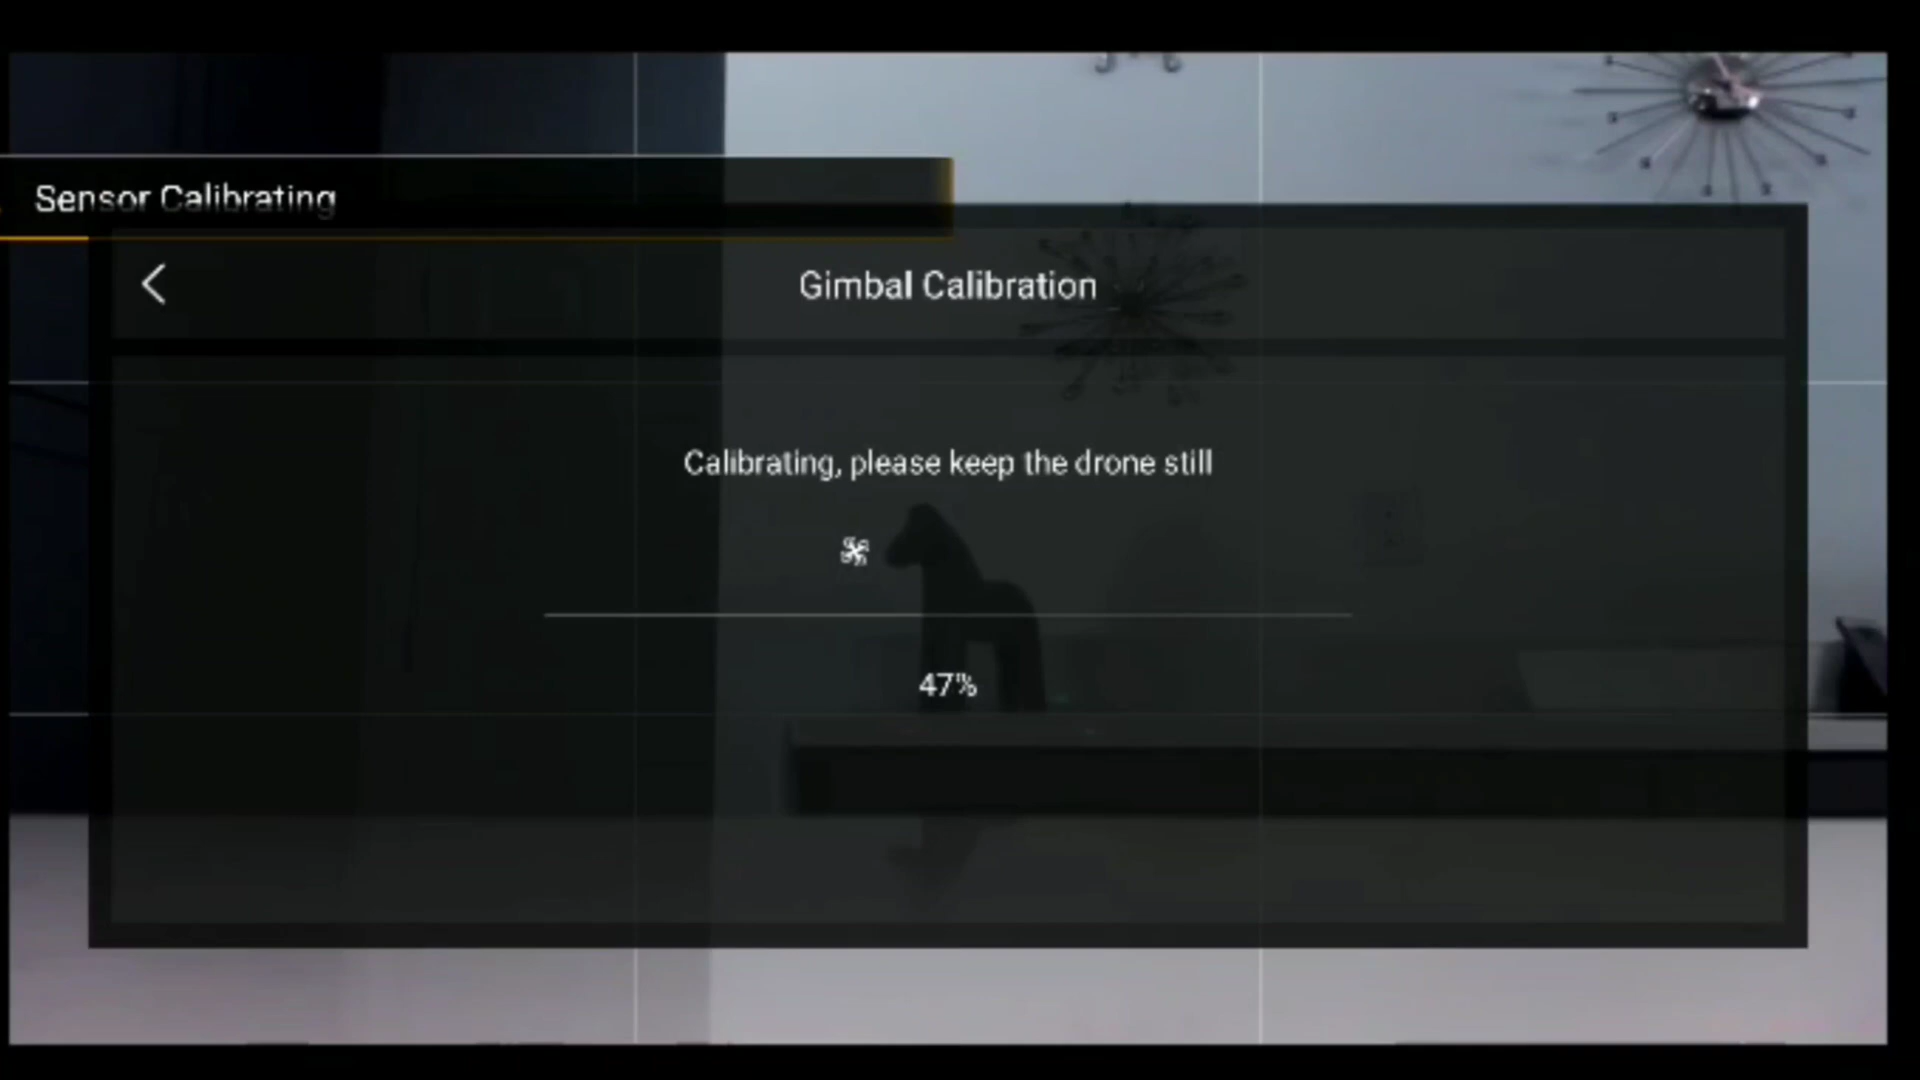 Sensor Calibrating
Gimbal Calibration
Calibrating, please keep the drone still
47%